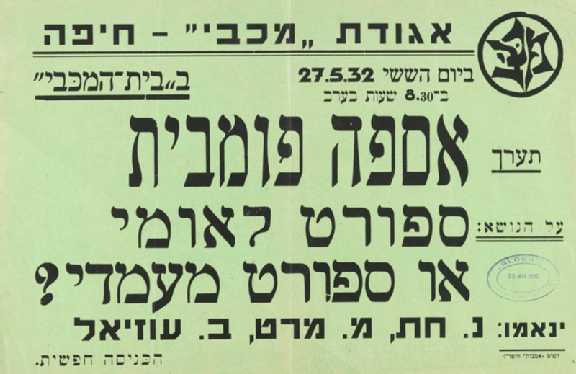 אגודת „מכבי" - חיפה
ביום הששי 27.5.32
ב־8.30 שעות בערב
ב„בית־המכבי"
תערך
אספה פומבית
על הנושא:
ספורט לאומי
או ספורט מעמדי?
ינאמו: נ. חת, מ. מרט, ב. עוזיאל
הכניסה חפשית.